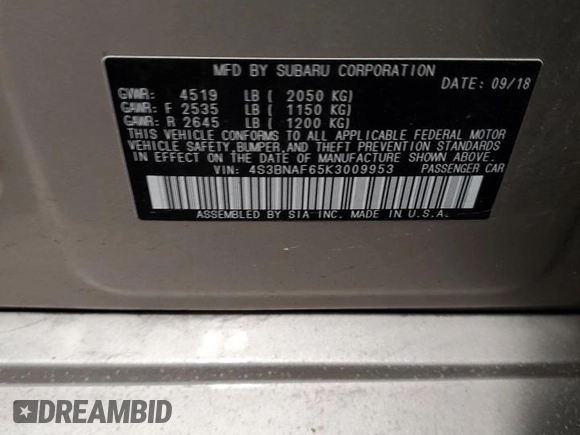 MFD BY SUBARU CORPORATION
DATE: 09/18
GVWR: 4519 LB ( 2050 KG)
GAWR: F 2535 LB ( 1150 KG)
GAWR: R 2645 LB ( 1200 KG)
THIS VEHICLE CONFORMS TO ALL APPLICABLE FEDERAL MOTOR
VEHICLE SAFETY,BUMPER,AND THEFT PREVENTION STANDARDS
IN EFFECT ON THE DATE OF MANUFACTURE SHOWN ABOVE.
VIN: 4S3BNAF65K3009953 PASSENGER CAR
ASSEMBLED BY SIA INC. MADE IN U.S.A.
DREAMBID